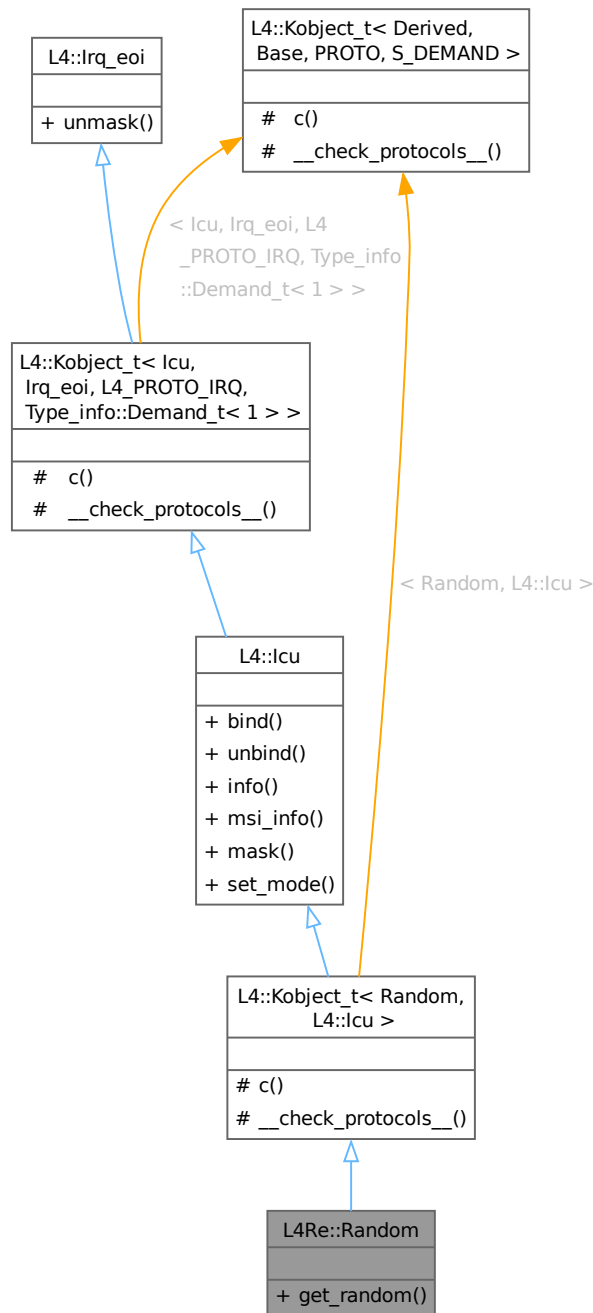 L4::Irq_eoi
+ unmask()
L4::Kobject_t< Derived,
Base, PROTO, S_DEMAND >
# c()
# __check_protocols__()
< Icu, Irq_eoi, L4
_PROTO_IRQ, Type_info
::Demand_t< 1 > >
L4::Kobject_t< Icu,
Irq_eoi, L4_PROTO_IRQ,
Type_info::Demand_t< 1 > >
# c()
# __check_protocols__()
< Random, L4::Icu >
L4::Icu
+ bind()
+ unbind()
+ info()
+ msi_info()
+ mask()
+ set_mode()
L4::Kobject_t< Random,
L4::Icu >
# c()
# __check_protocols__()
L4Re::Random
+ get_random()